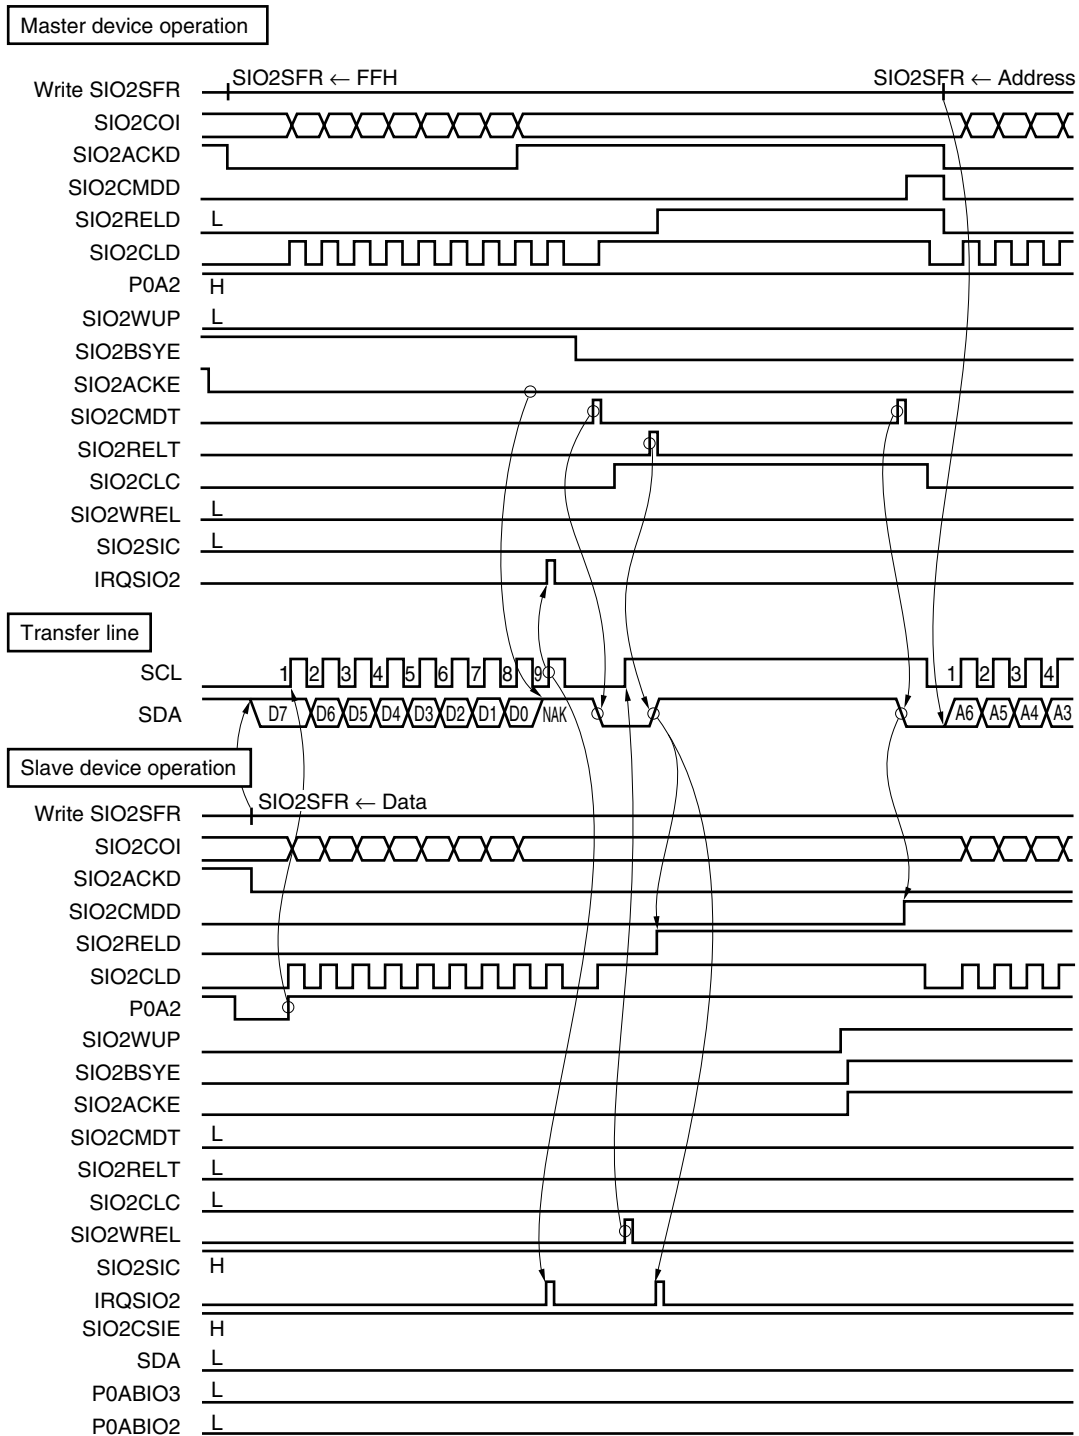 Master device operation
Write SIO2SFR SIO2SFR ← FFH SIO2SFR ← Address
SIO2COI
SIO2ACKD
SIO2CMDD
SIO2RELD L
SIO2CLD
P0A2 H
SIO2WUP L
SIO2BSYE
SIO2ACKE
SIO2CMDT
SIO2RELT
SIO2CLC
SIO2WREL L
SIO2SIC L
IRQSIO2
Transfer line
SCL 1 2 3 4 5 6 7 8 9 1 2 3 4
SDA D7 D6 D5 D4 D3 D2 D1 D0 NAK A6 A5 A4 A3
Slave device operation
Write SIO2SFR SIO2SFR ← Data
SIO2COI
SIO2ACKD
SIO2CMDD
SIO2RELD
SIO2CLD
P0A2
SIO2WUP
SIO2BSYE
SIO2ACKE
SIO2CMDT L
SIO2RELT L
SIO2CLC L
SIO2WREL
SIO2SIC H
IRQSIO2
SIO2CSIE H
SDA L
P0ABIO3 L
P0ABIO2 L